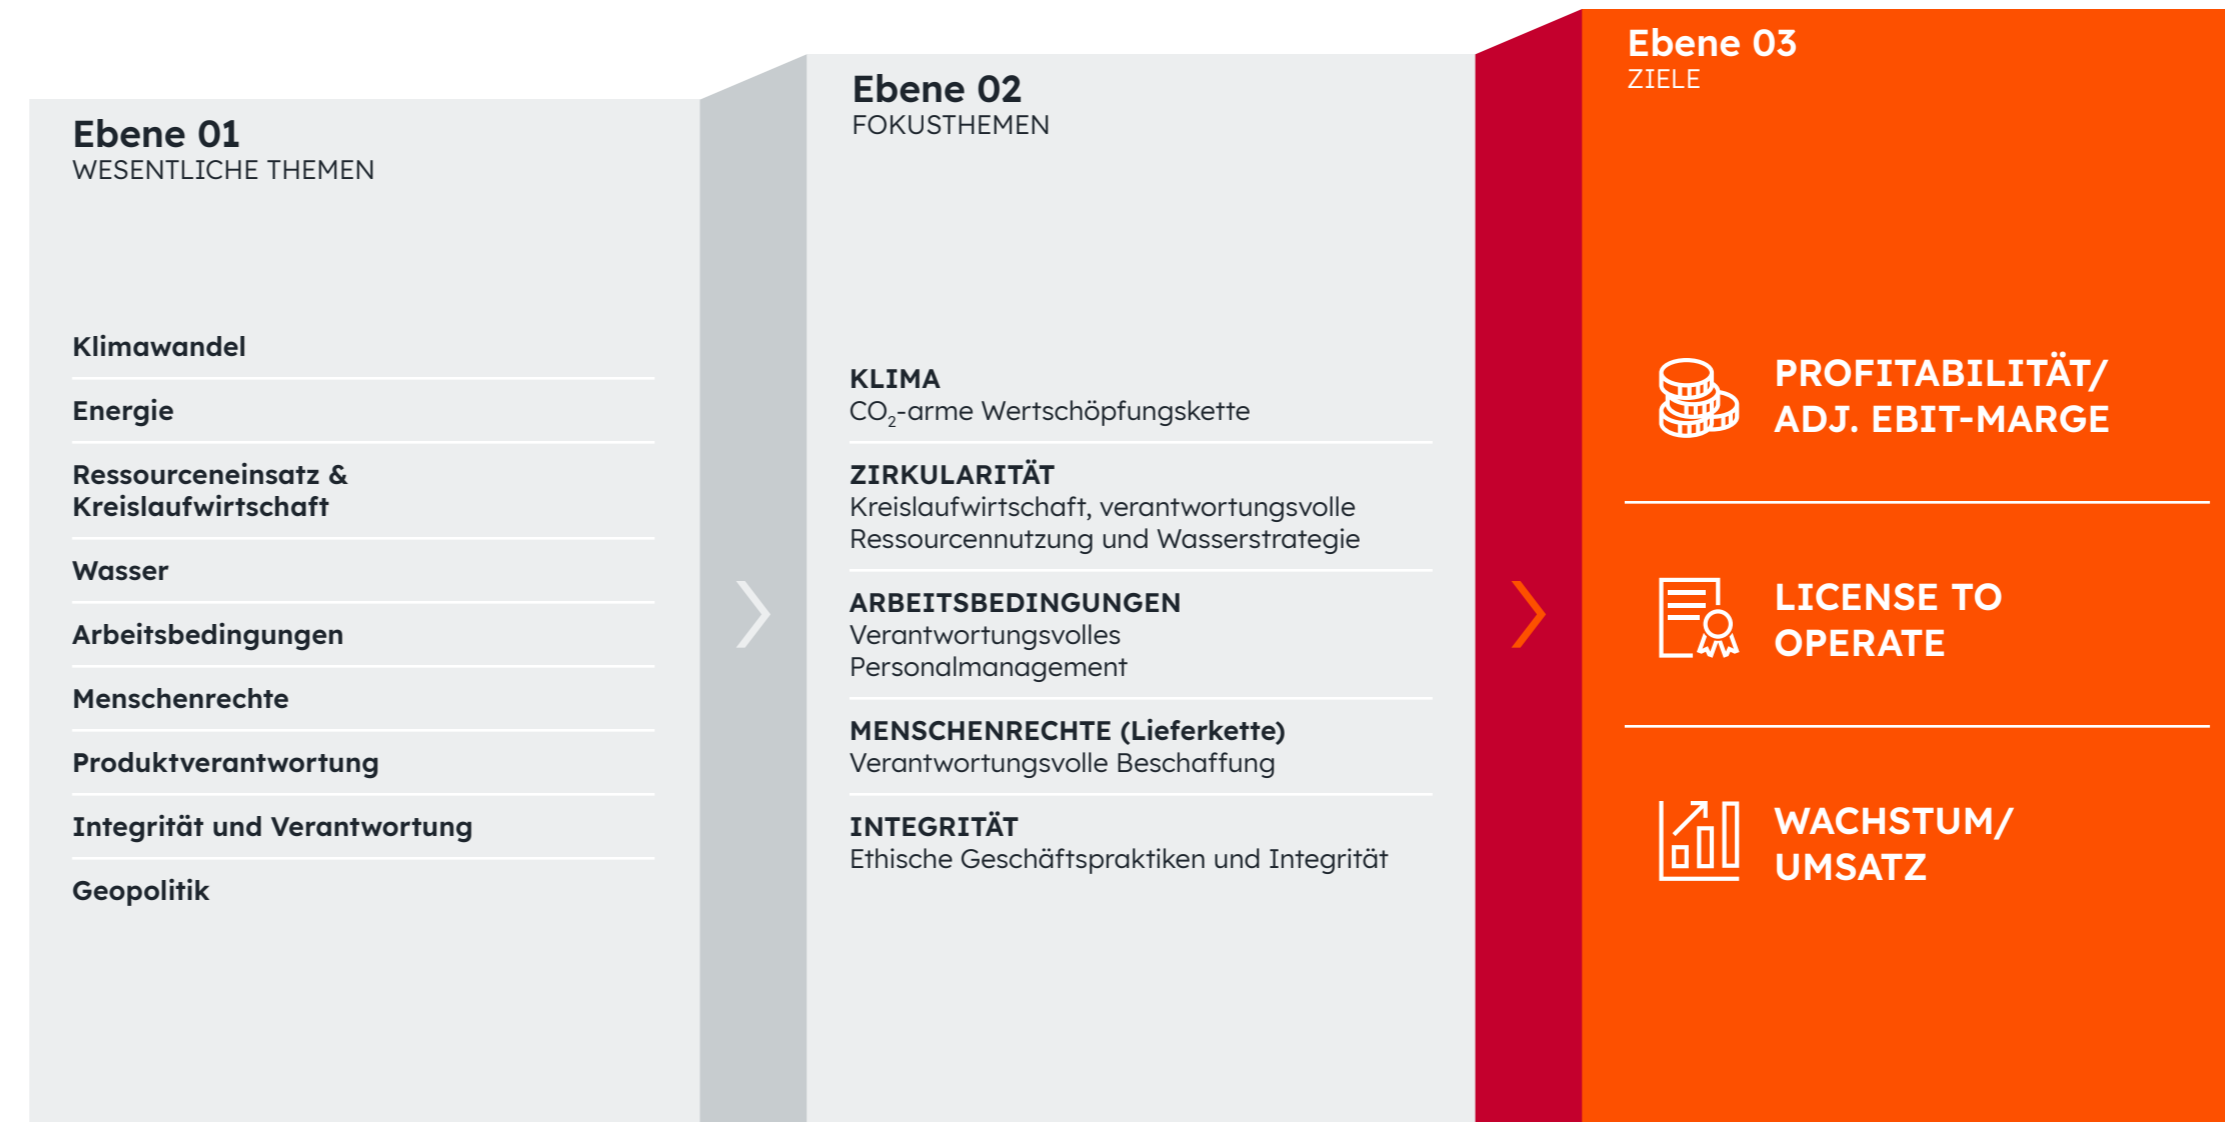 Ebene 01
WESENTLICHE THEMEN
Klimawandel
Energie
Ressourceneinsatz &
Kreislaufwirtschaft
Wasser
Arbeitsbedingungen
Menschenrechte
Produktverantwortung
Integrität und Verantwortung
Geopolitik
Ebene 02
FOKUSTHEMEN
KLIMA
CO₂-arme Wertschöpfungskette
ZIRKULARITÄT
Kreislaufwirtschaft, verantwortungsvolle
Ressourcennutzung und Wasserstrategie
ARBEITSBEDINGUNGEN
Verantwortungsvolles
Personalmanagement
MENSCHENRECHTE (Lieferkette)
Verantwortungsvolle Beschaffung
INTEGRITÄT
Ethische Geschäftspraktiken und Integrität
Ebene 03
ZIELE
PROFITABILITÄT/
ADJ. EBIT-MARGE
LICENSE TO
OPERATE
WACHSTUM/
UMSATZ